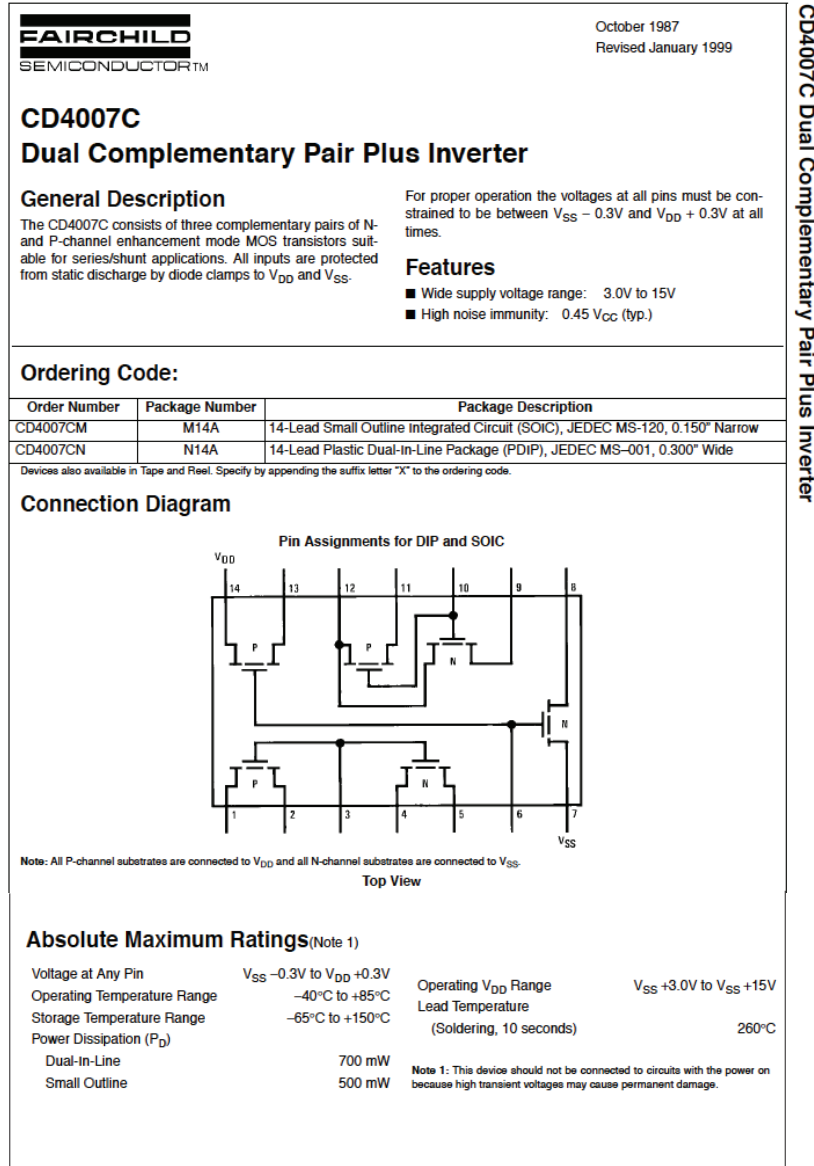 FAIRCHILD
SEMICONDUCTOR™
October 1987
Revised January 1999
CD4007C Dual Complementary Pair Plus Inverter
CD4007C
Dual Complementary Pair Plus Inverter
General Description
The CD4007C consists of three complementary pairs of N-
and P-channel enhancement mode MOS transistors suit-
able for series/shunt applications. All inputs are protected
from static discharge by diode clamps to VDD and VSS.
For proper operation the voltages at all pins must be con-
strained to be between VSS − 0.3V and VDD + 0.3V at all
times.
Features
■ Wide supply voltage range: 3.0V to 15V
■ High noise immunity: 0.45 VCC (typ.)
Ordering Code:
Order Number Package Number Package Description
CD4007CM M14A 14-Lead Small Outline Integrated Circuit (SOIC), JEDEC MS-120, 0.150" Narrow
CD4007CN N14A 14-Lead Plastic Dual-In-Line Package (PDIP), JEDEC MS–001, 0.300" Wide
Devices also available in Tape and Reel. Specify by appending the suffix letter "X" to the ordering code.
Connection Diagram
Pin Assignments for DIP and SOIC
VDD
14 13 12 11 10 9 8
P P N
N
P N
1 2 3 4 5 6 7
VSS
Note: All P-channel substrates are connected to VDD and all N-channel substrates are connected to VSS.
Top View
Absolute Maximum Ratings(Note 1)
Voltage at Any Pin VSS −0.3V to VDD +0.3V
Operating Temperature Range −40°C to +85°C
Storage Temperature Range −65°C to +150°C
Power Dissipation (PD)
Dual-In-Line 700 mW
Small Outline 500 mW
Operating VDD Range VSS +3.0V to VSS +15V
Lead Temperature
(Soldering, 10 seconds) 260°C
Note 1: This device should not be connected to circuits with the power on
because high transient voltages may cause permanent damage.